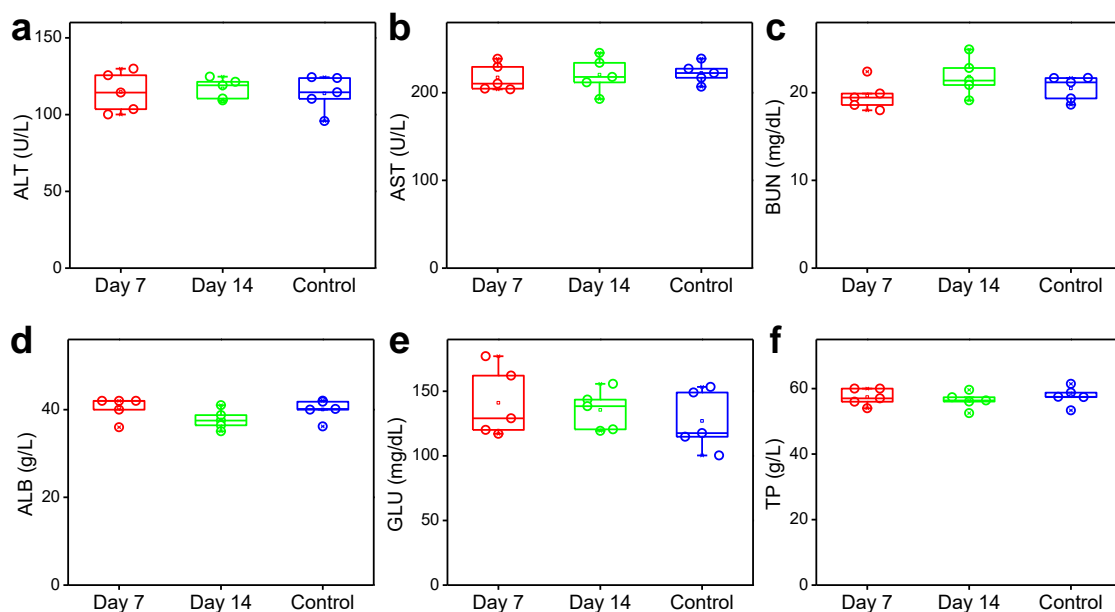 a
ALT (U/L)
150
100
50
0
Day 7 Day 14 Control
b
AST (U/L)
200
100
0
Day 7 Day 14 Control
c
BUN (mg/dL)
20
10
0
Day 7 Day 14 Control
d
ALB (g/L)
40
20
0
Day 7 Day 14 Control
e
GLU (mg/dL)
150
100
50
0
Day 7 Day 14 Control
f
TP (g/L)
60
40
20
0
Day 7 Day 14 Control